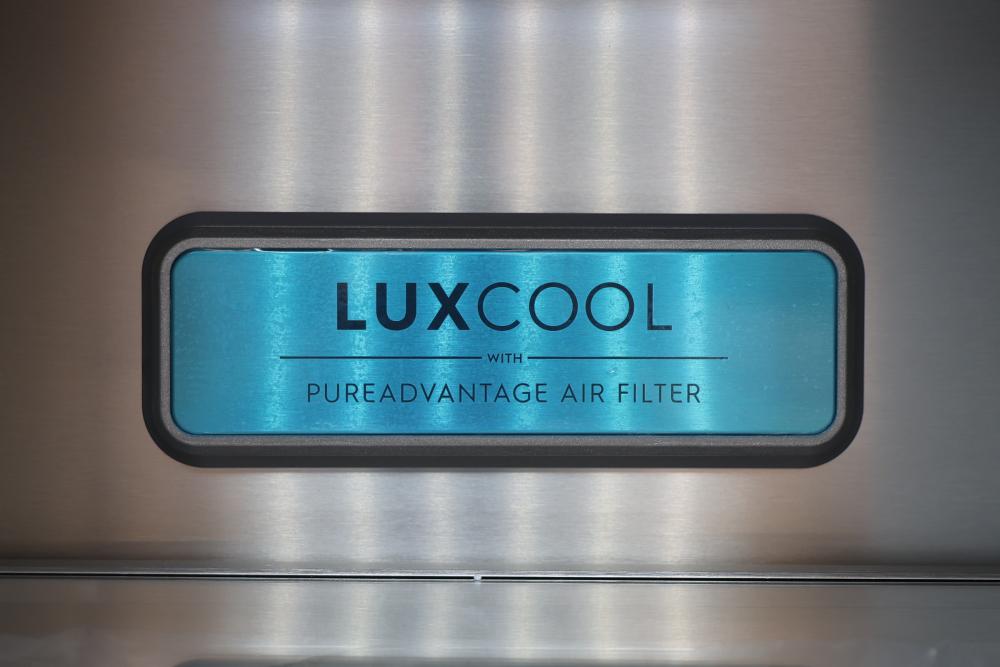 LUXCOOL
WITH
PUREADVANTAGE AIR FILTER